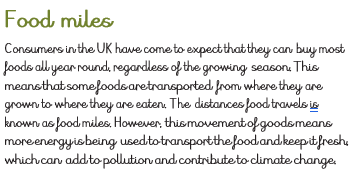 Food miles
Consumers in the UK have come to expect that they can buy most
foods all year round, regardless of the growing season. This
means that some foods are transported from where they are
grown to where they are eaten. The distances food travels is
known as food miles. However, this movement of goods means
more energy is being used to transport the food and keep it fresh,
which can add to pollution and contribute to climate change.